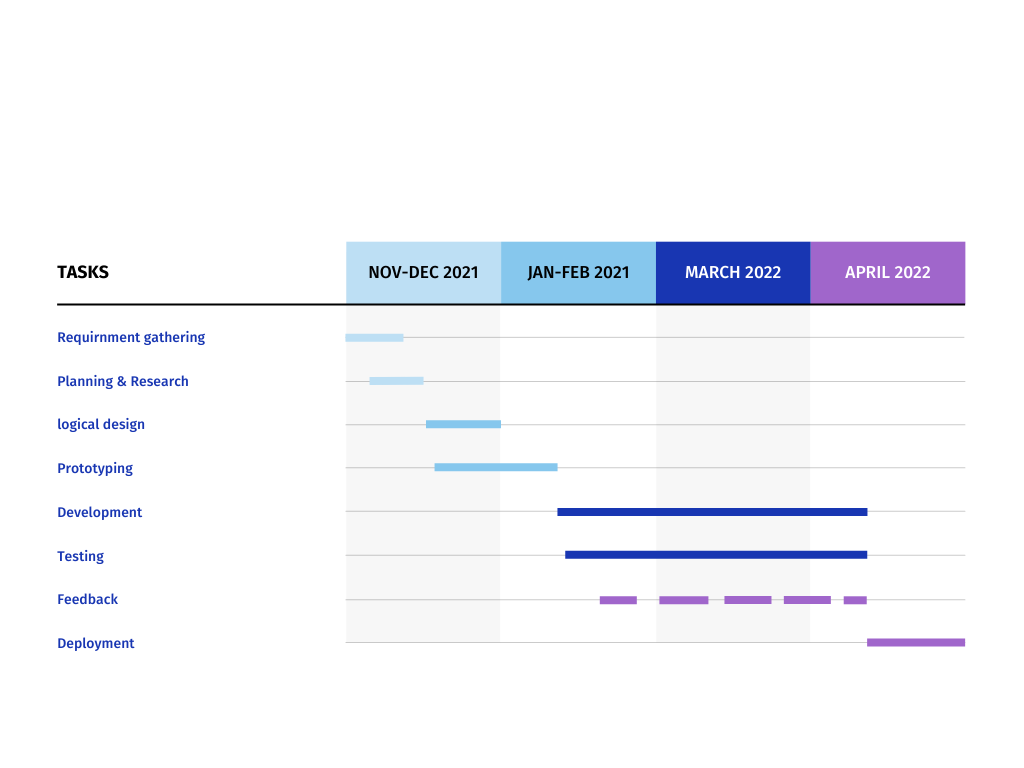 TASKS NOV-DEC 2021 JAN-FEB 2021 MARCH 2022 APRIL 2022
Requirnment gathering
Planning & Research
logical design
Prototyping
Development
Testing
Feedback
Deployment